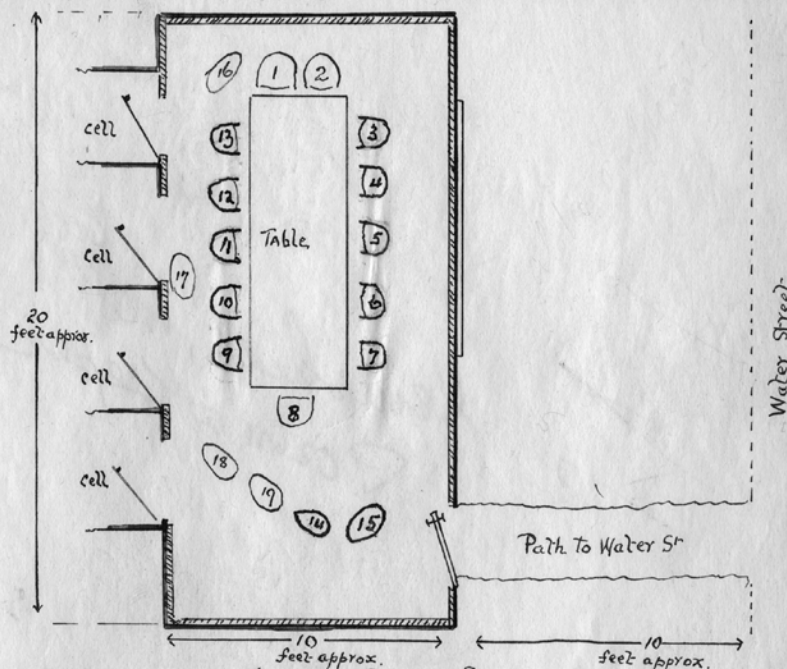 16
1
2
cell
13
3
12
4
cell
17
11
Table
5
10
6
20
feet approx.
9
7
Water Street
8
cell
18
cell
19
14
15
Path to Water St
10
feet approx.
10
feet approx.